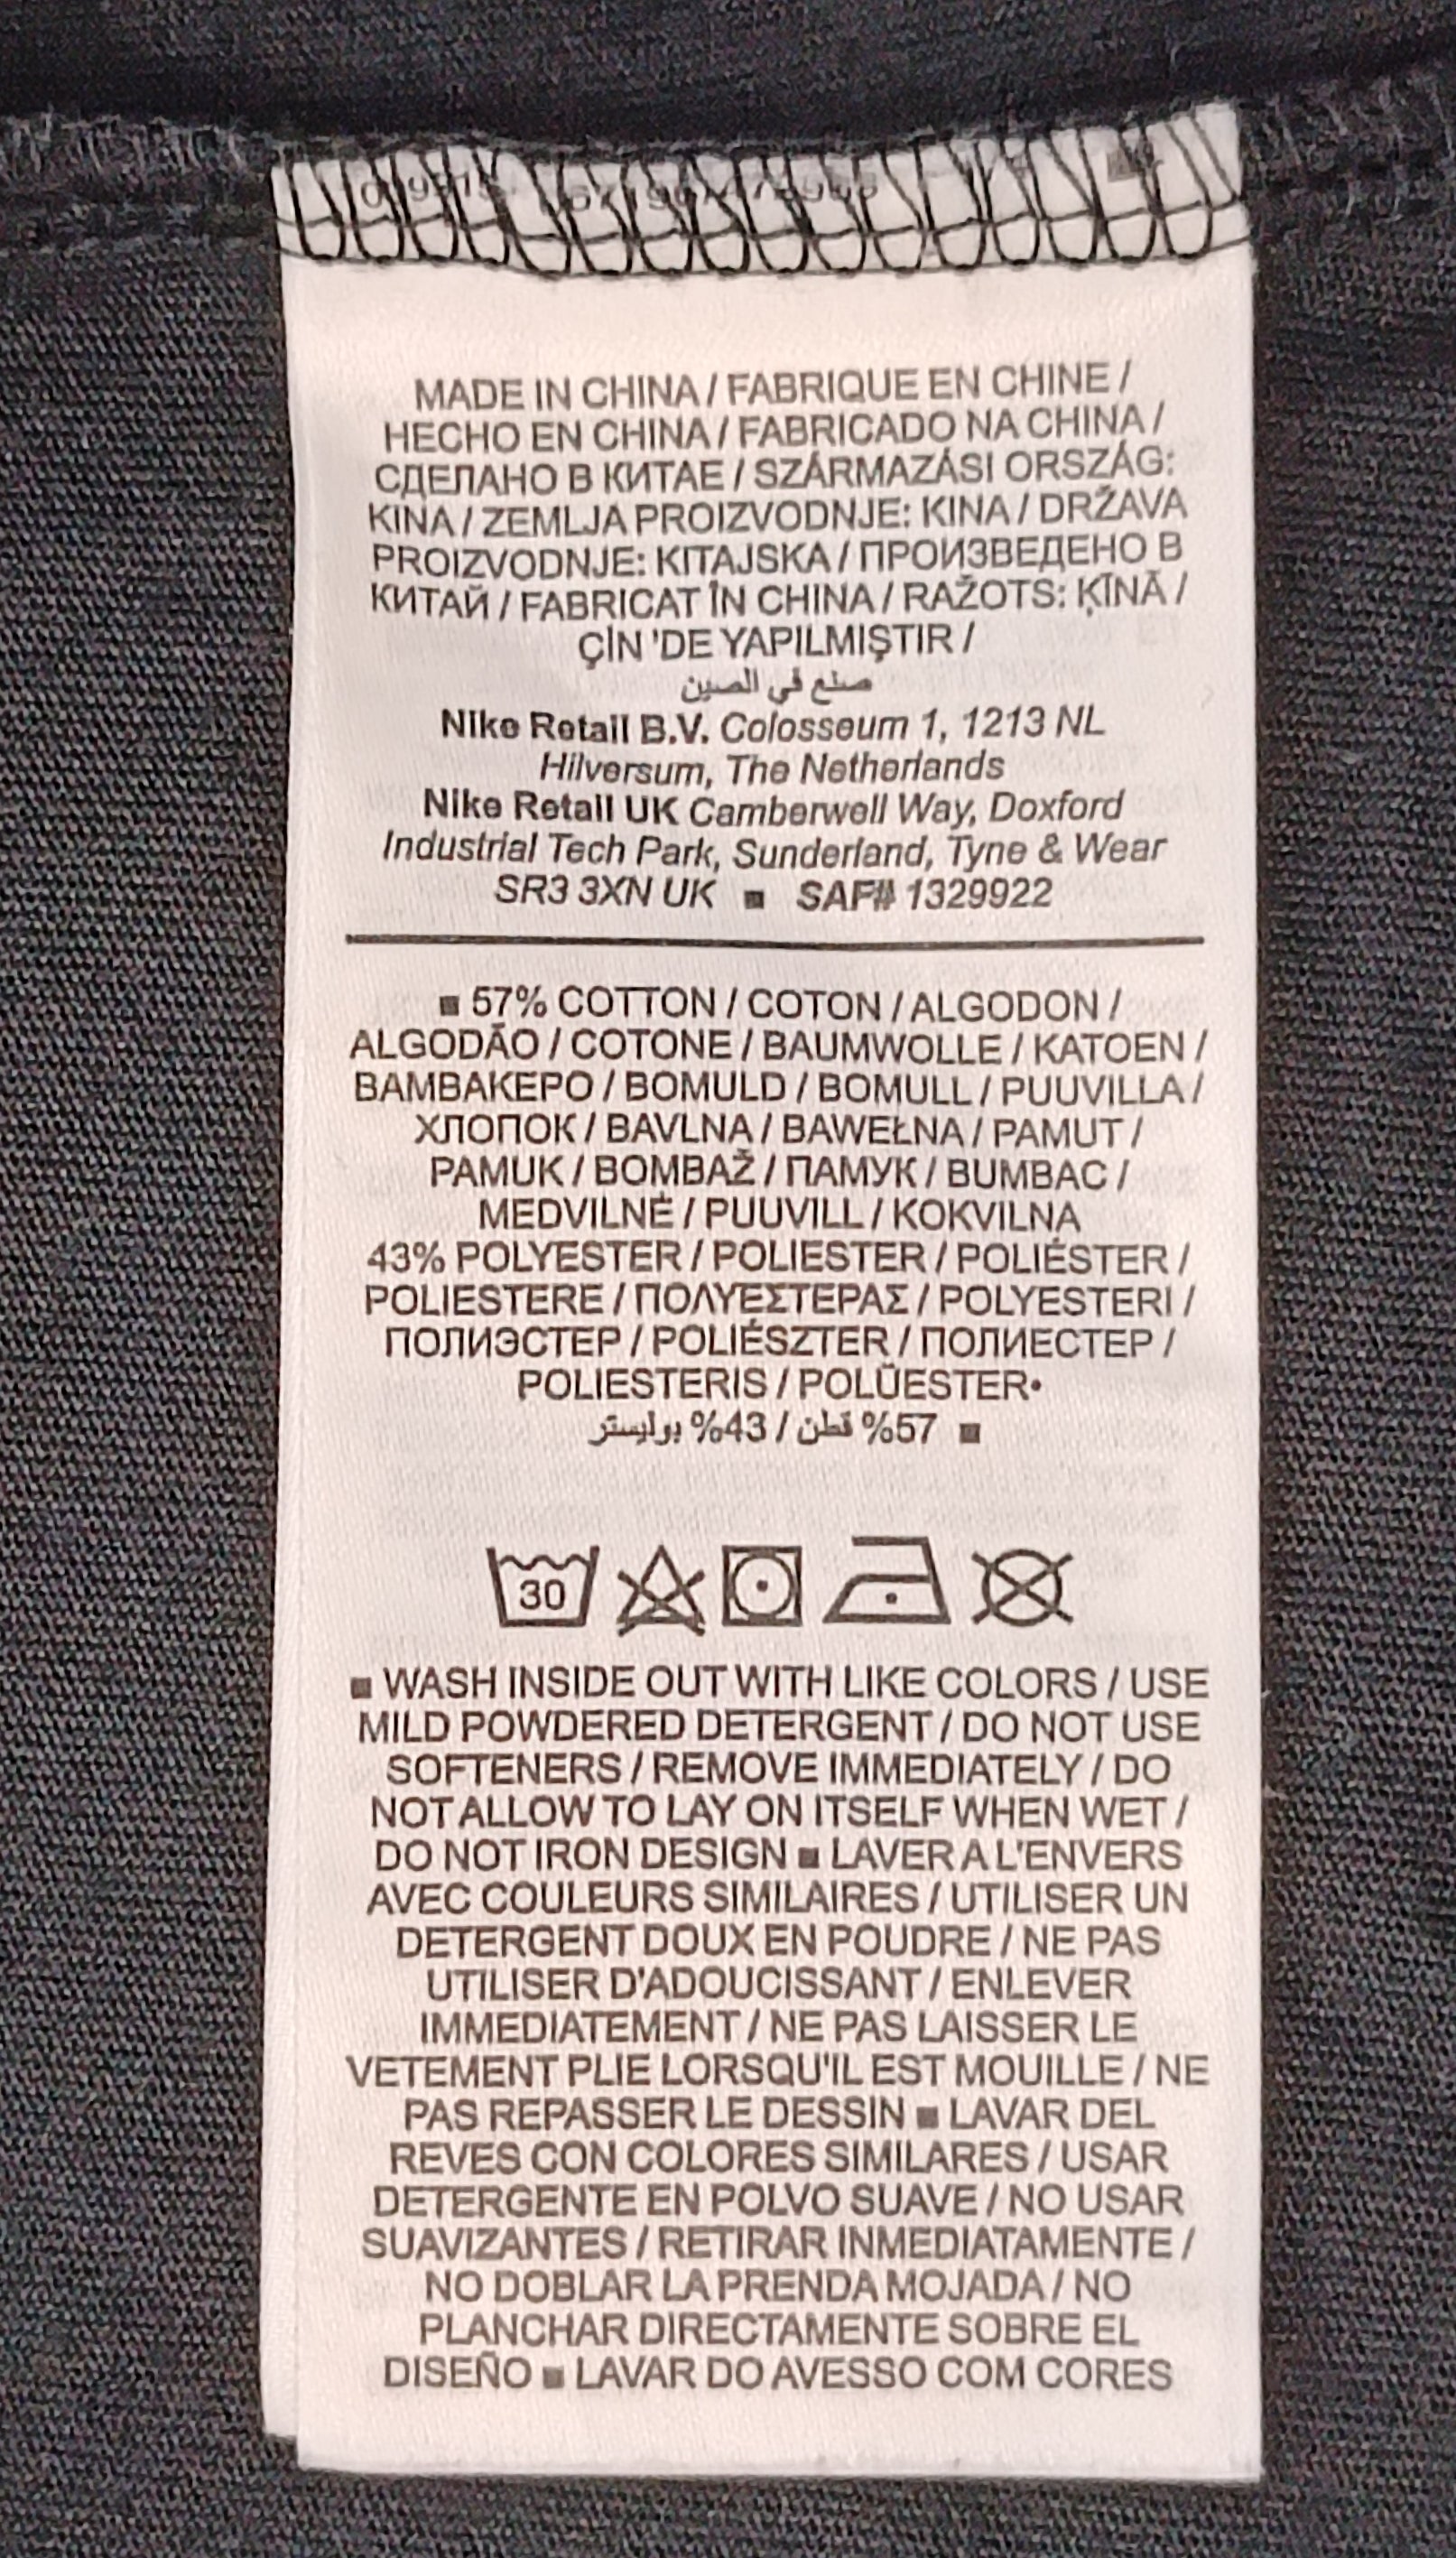 MADE IN CHINA / FABRIQUE EN CHINE /
HECHO EN CHINA / FABRICADO NA CHINA /
СДЕЛАНО В КИТАЕ / SZÁRMAZÁSI ORSZÁG:
KINA / ZEMLJA PROIZVODNJE: KINA / DRŽAVA
PROIZVODNJE: KITAJSKA / ПРОИЗВЕДЕНО В
КИТАЙ / FABRICAT ÎN CHINA / RAŽOTS: ĶĪNĀ /
ÇİN 'DE YAPILMIŞTIR /
صنع في الصين
Nike Retail B.V. Colosseum 1, 1213 NL
Hilversum, The Netherlands
Nike Retail UK Camberwell Way, Doxford
Industrial Tech Park, Sunderland, Tyne & Wear
SR3 3XN UK ■ SAF# 1329922
■ 57% COTTON / COTON / ALGODON /
ALGODÃO / COTONE / BAUMWOLLE / KATOEN /
ΒΑΜΒΑΚΕΡΟ / BOMULD / BOMULL / PUUVILLA /
ХЛОПОК / BAVLNA / BAWEŁNA / PAMUT /
PAMUK / BOMBAŽ / ПАМУК / BUMBAC /
MEDVILNĖ / PUUVILL / KOKVILNA
43% POLYESTER / POLIESTER / POLIÉSTER /
POLIESTERE / ΠΟΛΥΕΣΤΕΡΑΣ / POLYESTERI /
ПОЛИЭСТЕР / POLIÉSZTER / ПОЛИЕСТЕР /
POLIESTERIS / POLÜESTER•
■ 57% قطن / 43% بوليستر
30
■ WASH INSIDE OUT WITH LIKE COLORS / USE
MILD POWDERED DETERGENT / DO NOT USE
SOFTENERS / REMOVE IMMEDIATELY / DO
NOT ALLOW TO LAY ON ITSELF WHEN WET /
DO NOT IRON DESIGN ■ LAVER A L'ENVERS
AVEC COULEURS SIMILAIRES / UTILISER UN
DETERGENT DOUX EN POUDRE / NE PAS
UTILISER D'ADOUCISSANT / ENLEVER
IMMEDIATEMENT / NE PAS LAISSER LE
VETEMENT PLIE LORSQU'IL EST MOUILLE / NE
PAS REPASSER LE DESSIN ■ LAVAR DEL
REVES CON COLORES SIMILARES / USAR
DETERGENTE EN POLVO SUAVE / NO USAR
SUAVIZANTES / RETIRAR INMEDIATAMENTE /
NO DOBLAR LA PRENDA MOJADA / NO
PLANCHAR DIRECTAMENTE SOBRE EL
DISEÑO ■ LAVAR DO AVESSO COM CORES